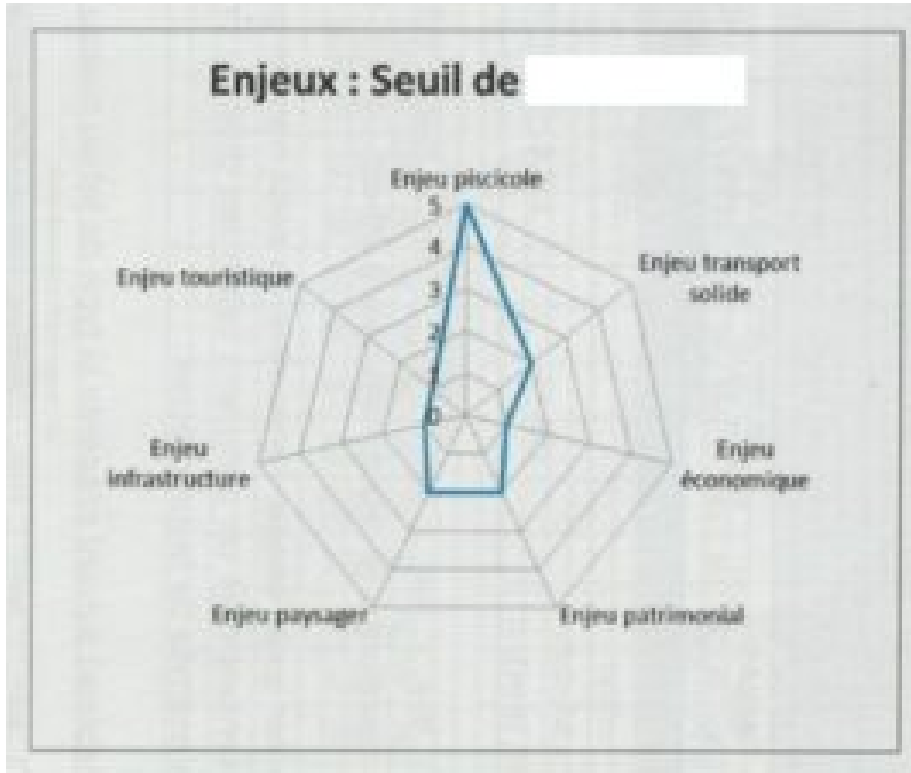 Enjeux : Seuil de
Enjeu piscicole
5
4
3
2
1
0
Enjeu touristique
Enjeu transport
solide
Enjeu
infrastructure
Enjeu
économique
Enjeu paysager
Enjeu patrimonial